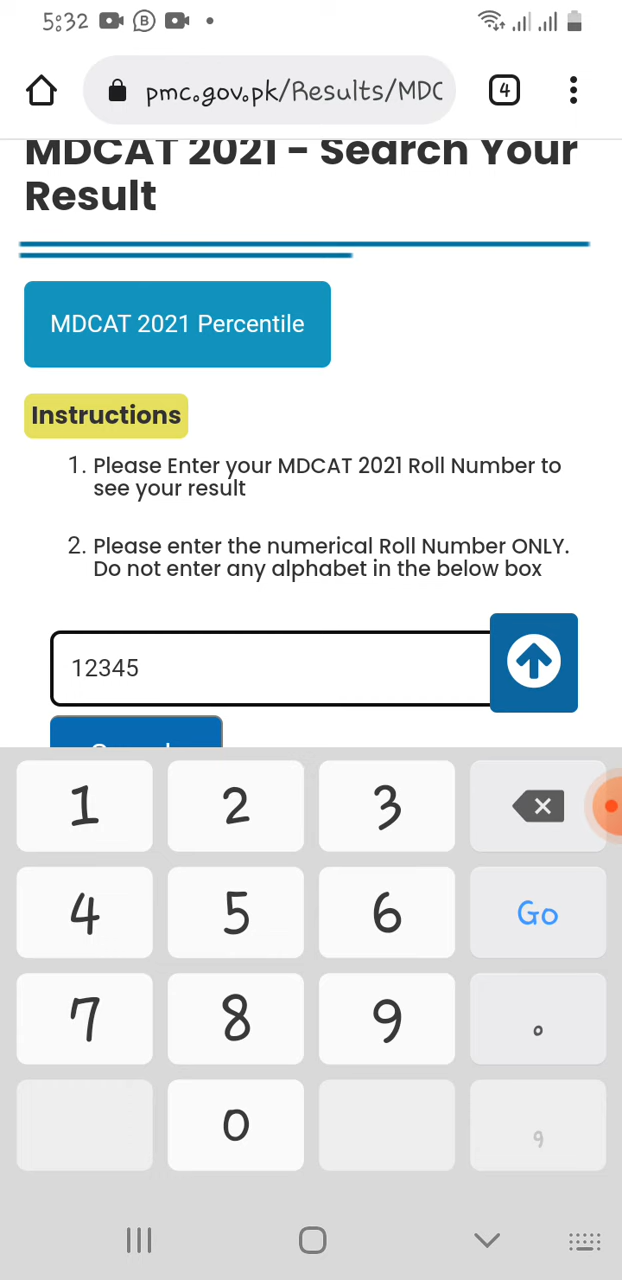 5:32
pmc.gov.pk/Results/MDC
4
MDCAT 2021 - Search Your
Result
MDCAT 2021 Percentile
Instructions
1. Please Enter your MDCAT 2021 Roll Number to
see your result
2. Please enter the numerical Roll Number ONLY.
Do not enter any alphabet in the below box
12345
1 2 3
4 5 6 Go
7 8 9 .
0 ,